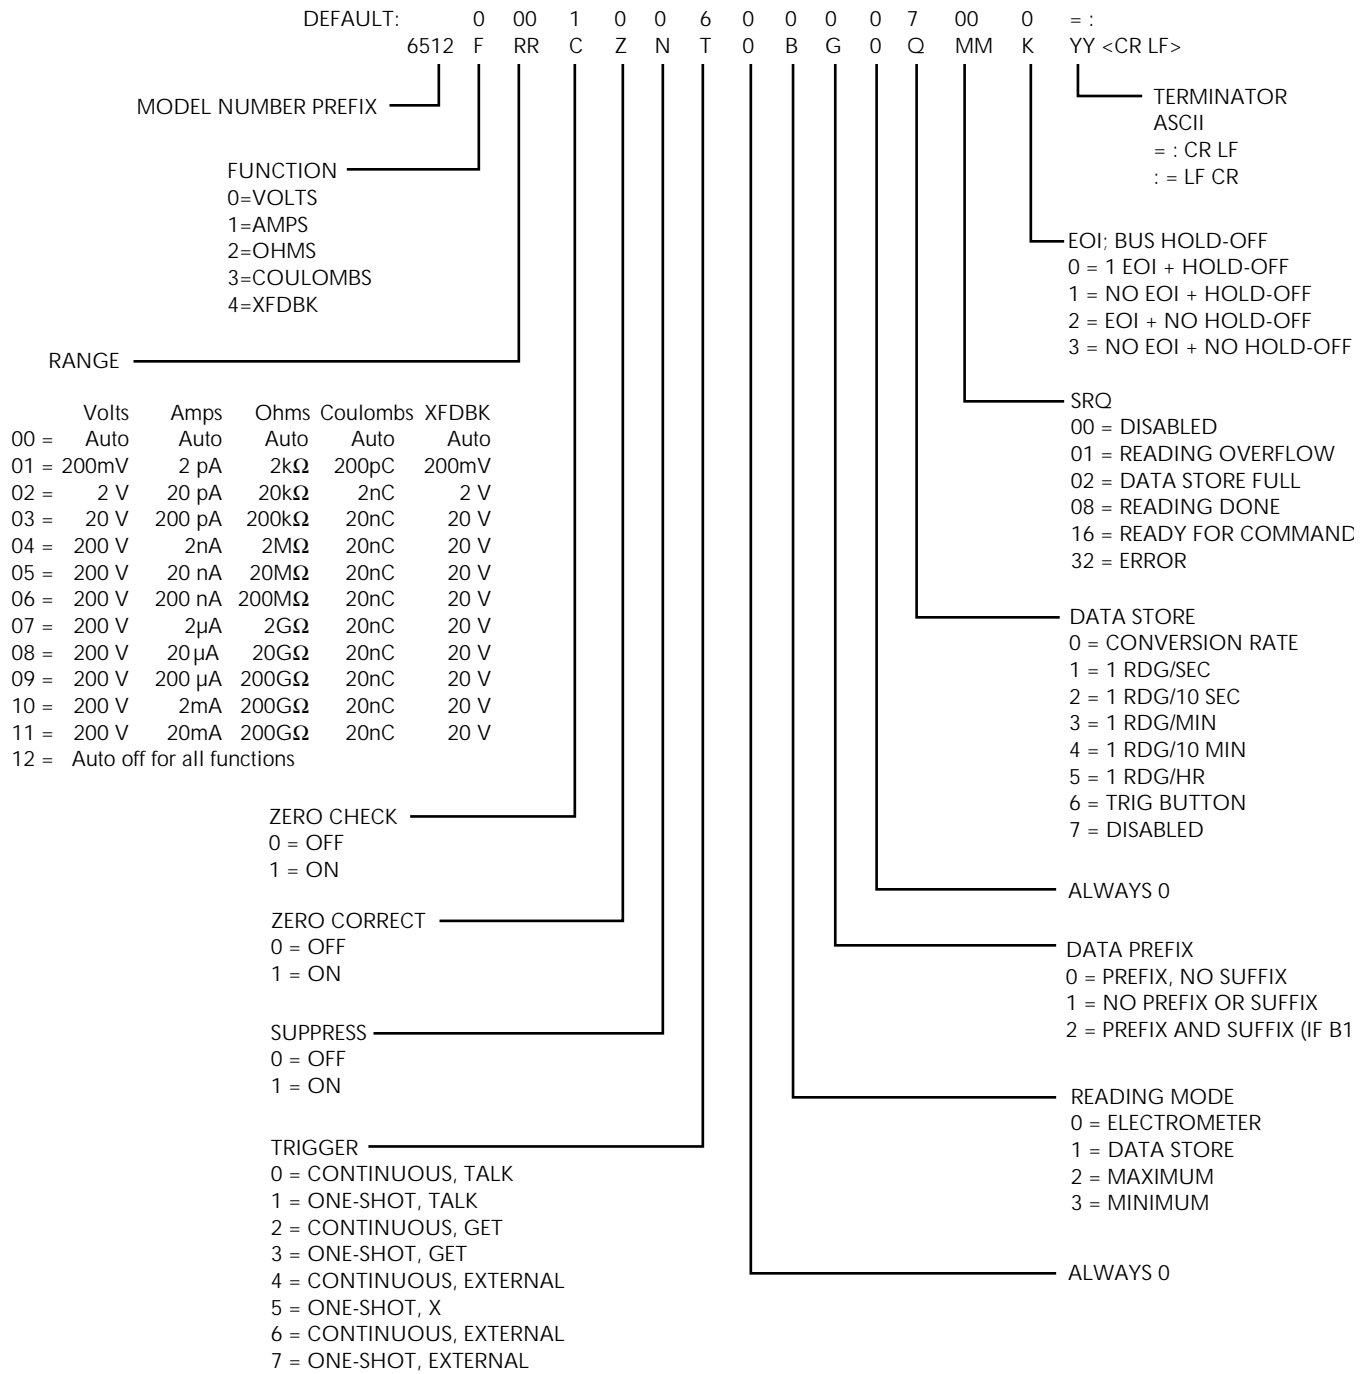 DEFAULT: 0 00 1 0 0 6 0 0 0 0 7 00 0 = :
6512 F RR C Z N T 0 B G 0 Q MM K YY <CR LF>
MODEL NUMBER PREFIX
FUNCTION
0=VOLTS
1=AMPS
2=OHMS
3=COULOMBS
4=XFDBK
RANGE
Volts Amps Ohms Coulombs XFDBK
00 = Auto Auto Auto Auto Auto
01 = 200mV 2 pA 2kΩ 200pC 200mV
02 = 2 V 20 pA 20kΩ 2nC 2 V
03 = 20 V 200 pA 200kΩ 20nC 20 V
04 = 200 V 2nA 2MΩ 20nC 20 V
05 = 200 V 20 nA 20MΩ 20nC 20 V
06 = 200 V 200 nA 200MΩ 20nC 20 V
07 = 200 V 2µA 2GΩ 20nC 20 V
08 = 200 V 20µA 20GΩ 20nC 20 V
09 = 200 V 200 µA 200GΩ 20nC 20 V
10 = 200 V 2mA 200GΩ 20nC 20 V
11 = 200 V 20mA 200GΩ 20nC 20 V
12 = Auto off for all functions
ZERO CHECK
0 = OFF
1 = ON
ZERO CORRECT
0 = OFF
1 = ON
SUPPRESS
0 = OFF
1 = ON
TRIGGER
0 = CONTINUOUS, TALK
1 = ONE-SHOT, TALK
2 = CONTINUOUS, GET
3 = ONE-SHOT, GET
4 = CONTINUOUS, EXTERNAL
5 = ONE-SHOT, X
6 = CONTINUOUS, EXTERNAL
7 = ONE-SHOT, EXTERNAL
TERMINATOR
ASCII
= : CR LF
: = LF CR
EOI; BUS HOLD-OFF
0 = 1 EOI + HOLD-OFF
1 = NO EOI + HOLD-OFF
2 = EOI + NO HOLD-OFF
3 = NO EOI + NO HOLD-OFF
SRQ
00 = DISABLED
01 = READING OVERFLOW
02 = DATA STORE FULL
08 = READING DONE
16 = READY FOR COMMAND
32 = ERROR
DATA STORE
0 = CONVERSION RATE
1 = 1 RDG/SEC
2 = 1 RDG/10 SEC
3 = 1 RDG/MIN
4 = 1 RDG/10 MIN
5 = 1 RDG/HR
6 = TRIG BUTTON
7 = DISABLED
ALWAYS 0
DATA PREFIX
0 = PREFIX, NO SUFFIX
1 = NO PREFIX OR SUFFIX
2 = PREFIX AND SUFFIX (IF B1
READING MODE
0 = ELECTROMETER
1 = DATA STORE
2 = MAXIMUM
3 = MINIMUM
ALWAYS 0